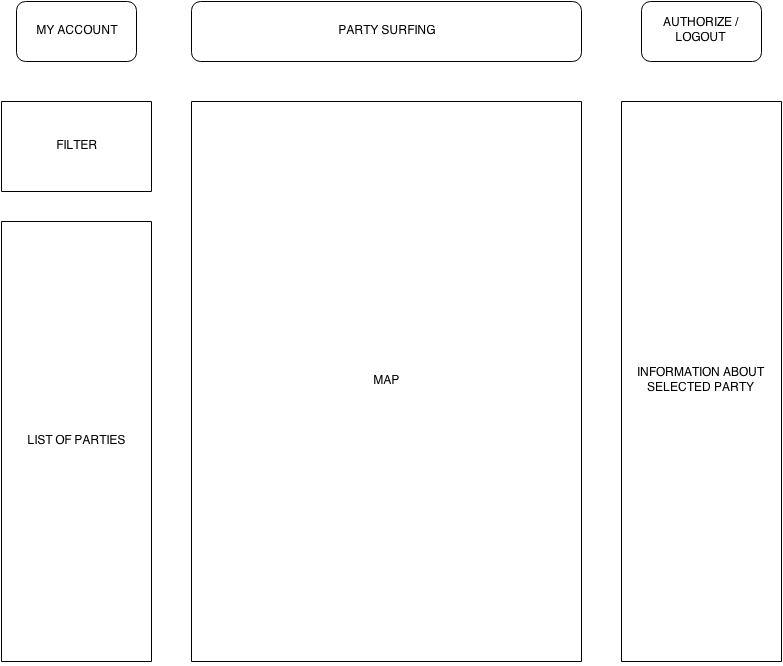 MY ACCOUNT
PARTY SURFING
AUTHORIZE /
LOGOUT
FILTER
LIST OF PARTIES
MAP
INFORMATION ABOUT
SELECTED PARTY